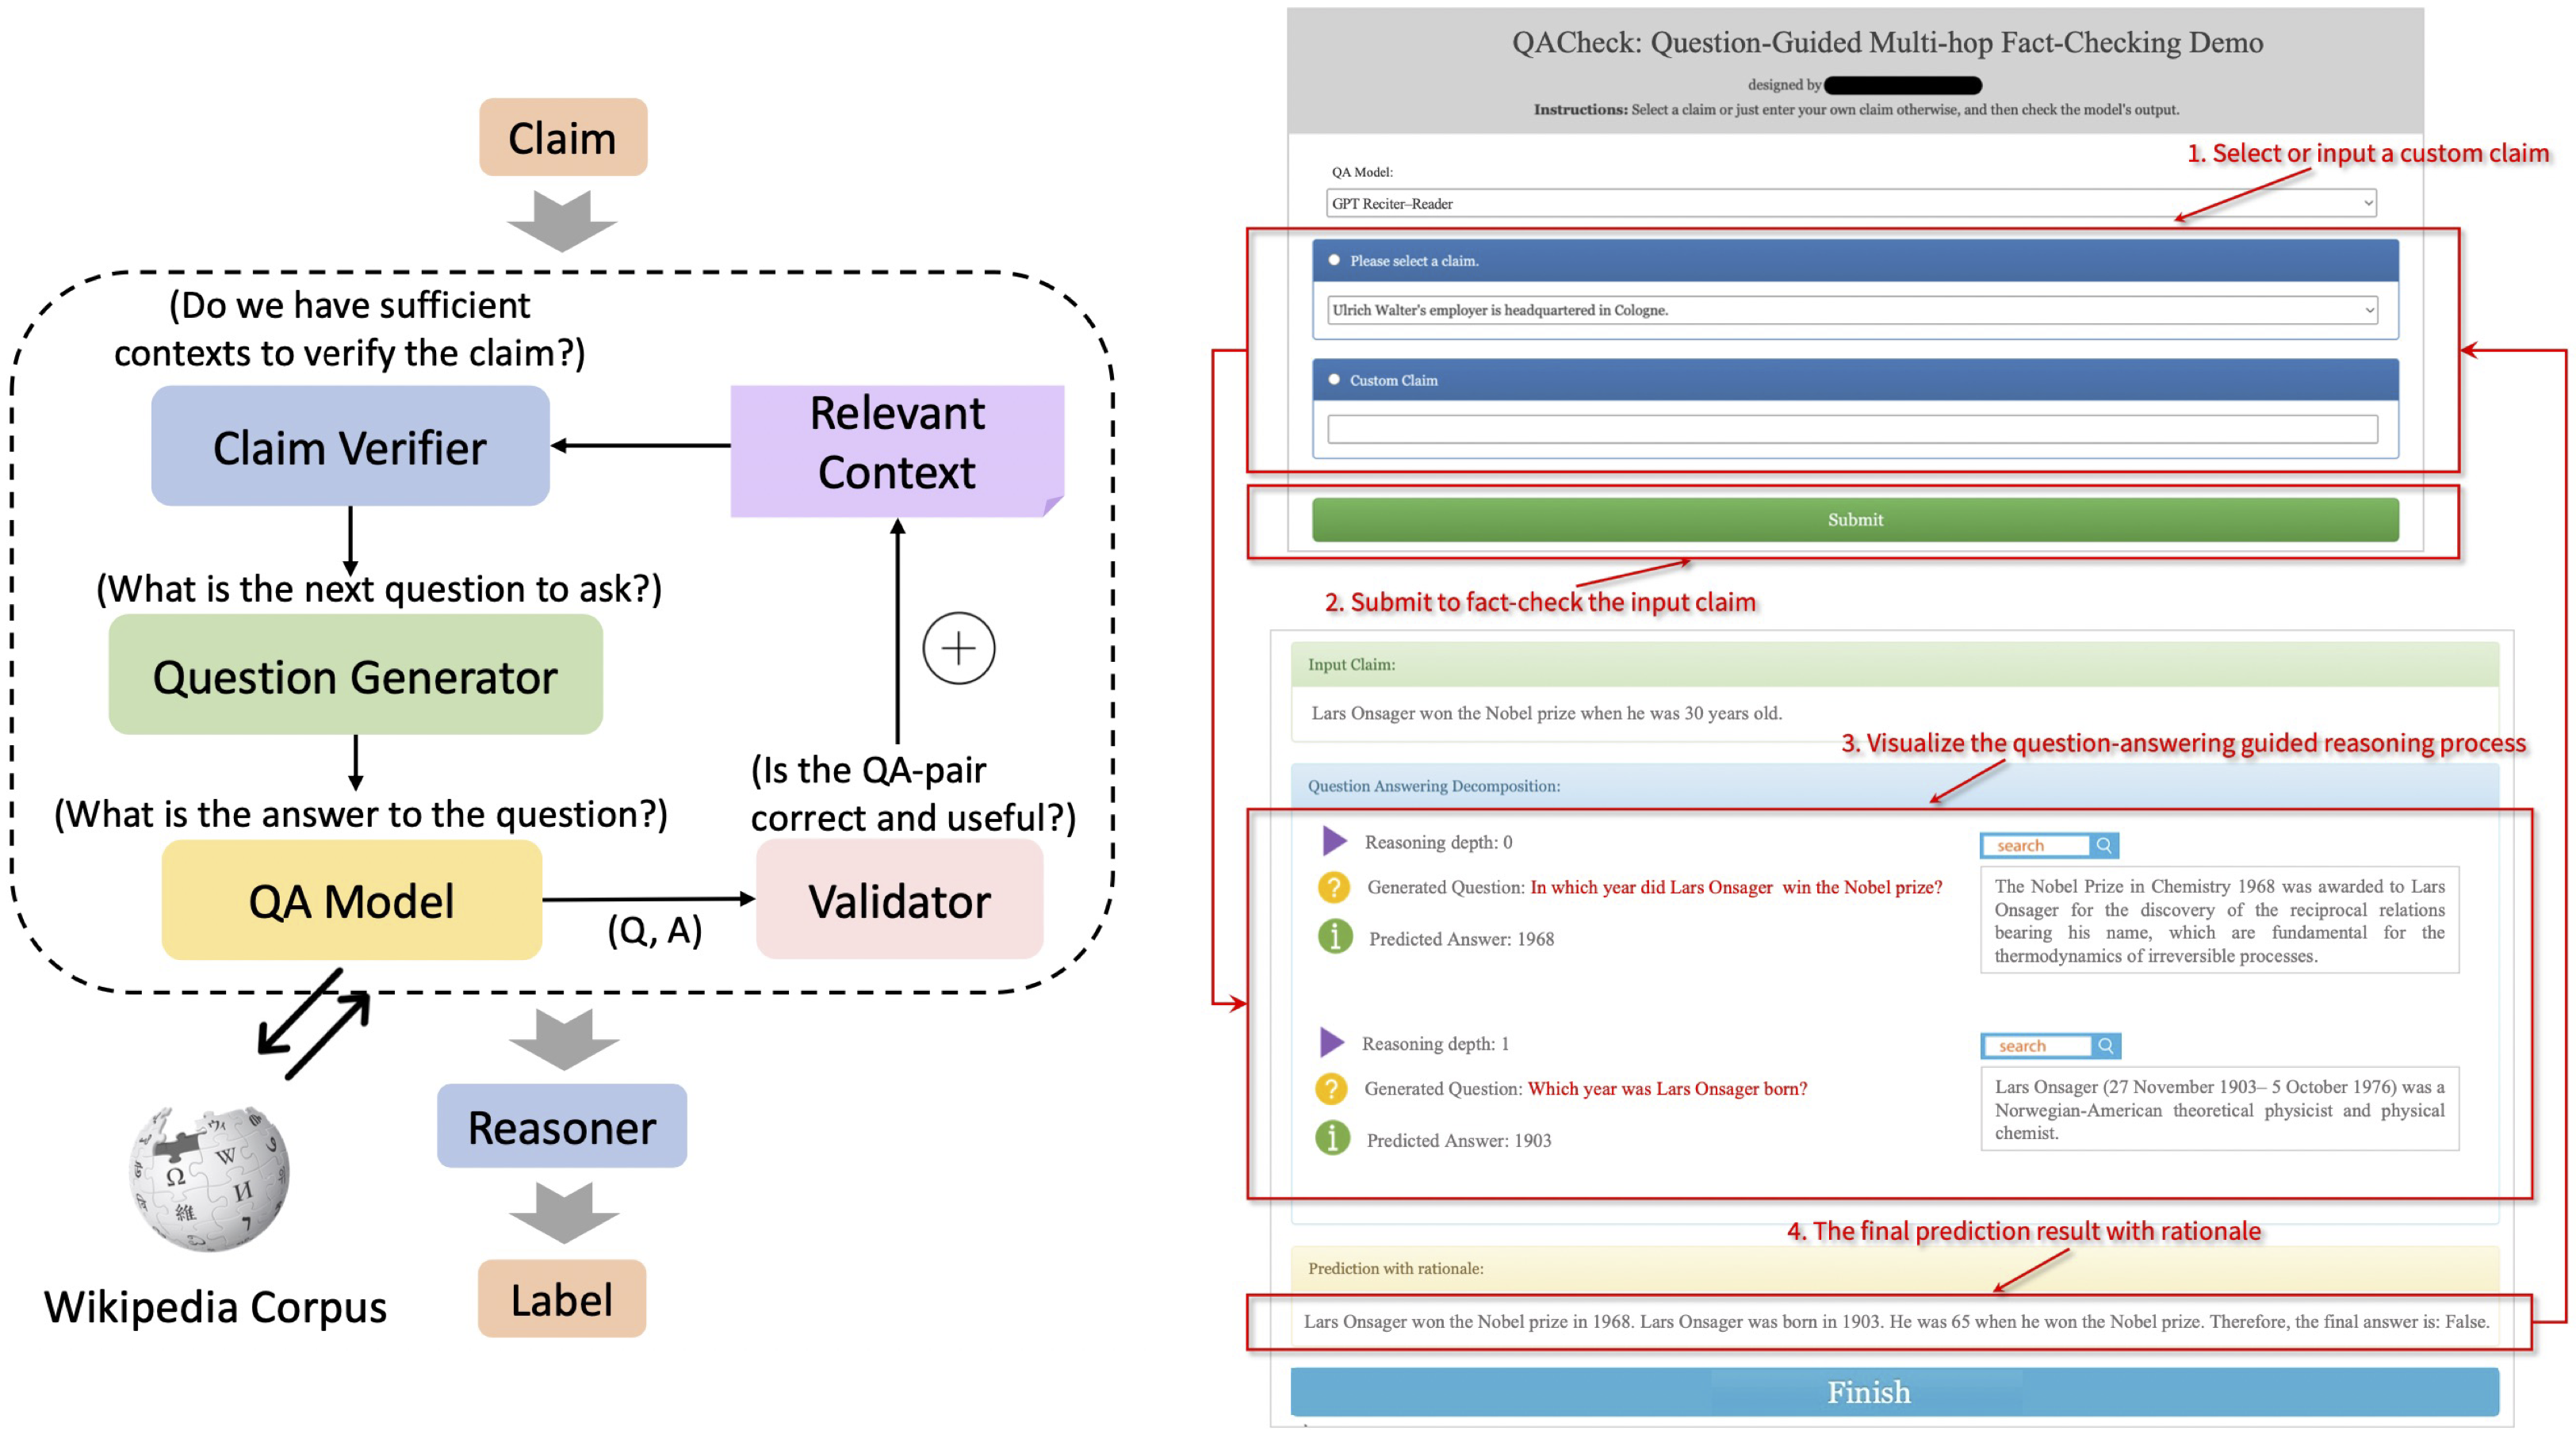 Claim
(Do we have sufficient
contexts to verify the claim?)
Claim Verifier
Relevant
Context
(What is the next question to ask?)
Question Generator
(What is the answer to the question?)
(Is the QA-pair
correct and useful?)
QA Model
(Q, A)
Validator
Reasoner
Label
Wikipedia Corpus
QACheck: Question-Guided Multi-hop Fact-Checking Demo
designed by
Instructions: Select a claim or just enter your own claim otherwise, and then check the model's output.
1. Select or input a custom claim
QA Model:
GPT Reciter–Reader
Please select a claim.
Ulrich Walter's employer is headquartered in Cologne.
Custom Claim
Submit
2. Submit to fact-check the input claim
Input Claim:
Lars Onsager won the Nobel prize when he was 30 years old.
3. Visualize the question-answering guided reasoning process
Question Answering Decomposition:
Reasoning depth: 0
Generated Question: In which year did Lars Onsager win the Nobel prize?
Predicted Answer: 1968
search
The Nobel Prize in Chemistry 1968 was awarded to Lars
Onsager for the discovery of the reciprocal relations
bearing his name, which are fundamental for the
thermodynamics of irreversible processes.
Reasoning depth: 1
Generated Question: Which year was Lars Onsager born?
Predicted Answer: 1903
search
Lars Onsager (27 November 1903– 5 October 1976) was a
Norwegian-American theoretical physicist and physical
chemist.
4. The final prediction result with rationale
Prediction with rationale:
Lars Onsager won the Nobel prize in 1968. Lars Onsager was born in 1903. He was 65 when he won the Nobel prize. Therefore, the final answer is: False.
Finish